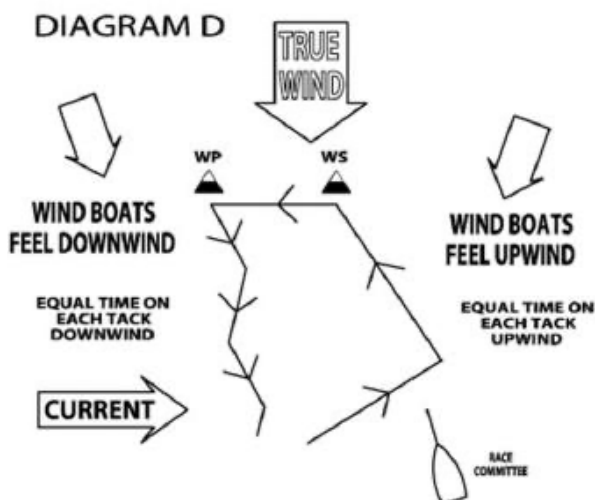 DIAGRAM D
TRUE
WIND
WP
WS
WIND BOATS
FEEL DOWNWIND
WIND BOATS
FEEL UPWIND
EQUAL TIME ON
EACH TACK
DOWNWIND
EQUAL TIME ON
EACH TACK
UPWIND
CURRENT
RACE
COMMITTEE